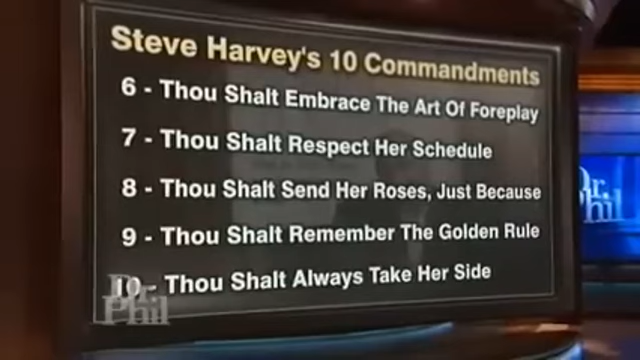 Steve Harvey's 10 Commandments
6 - Thou Shalt Embrace The Art Of Foreplay
7 - Thou Shalt Respect Her Schedule
8 - Thou Shalt Send Her Roses, Just Because
9 - Thou Shalt Remember The Golden Rule
10 - Thou Shalt Always Take Her Side
Dr.
Phil
Dr.
Phil